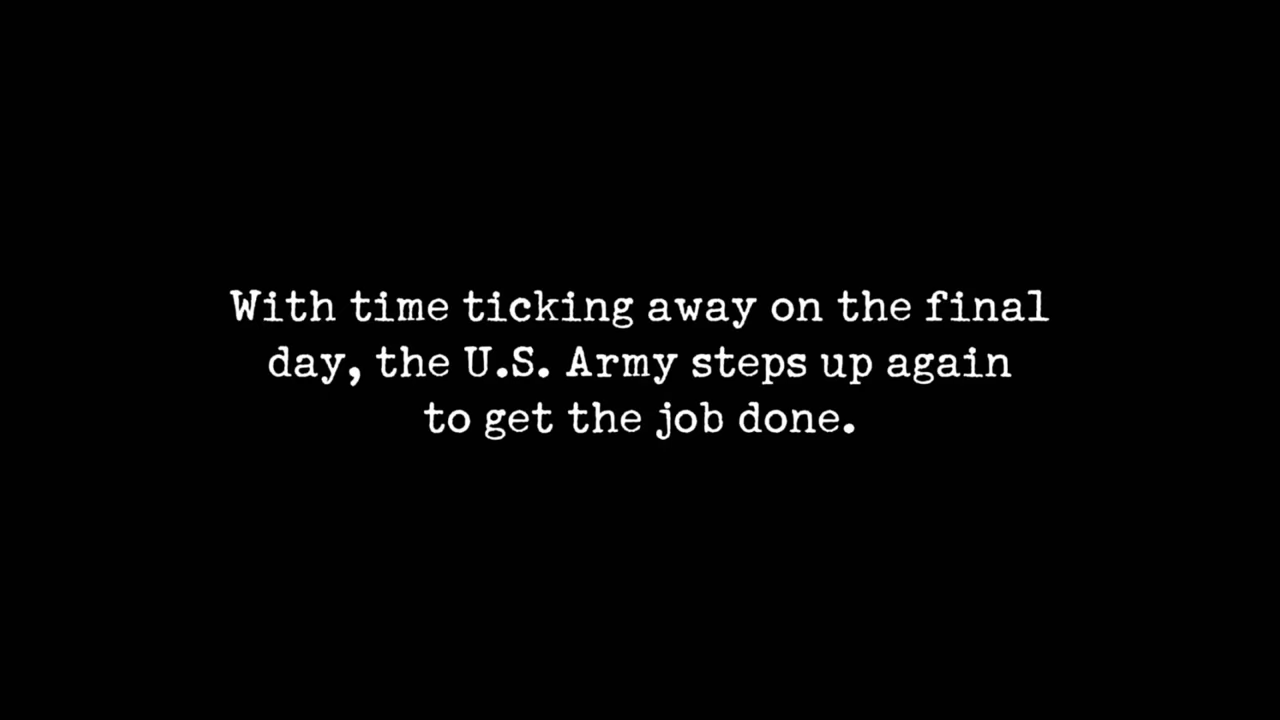 With time ticking away on the final
day, the U.S. Army steps up again
to get the job done.